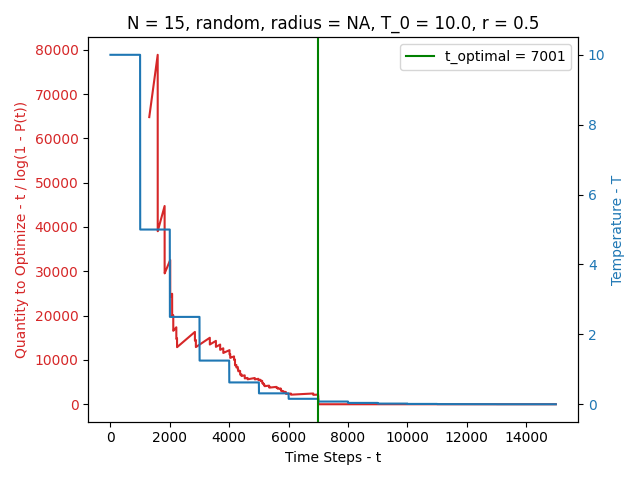 N = 15, random, radius = NA, T_0 = 10.0, r = 0.5
t_optimal = 7001
Quantity to Optimize - t / log(1 - P(t))
80000
70000
60000
50000
40000
30000
20000
10000
0
10
8
6
4
2
0
Temperature - T
0 2000 4000 6000 8000 10000 12000 14000
Time Steps - t